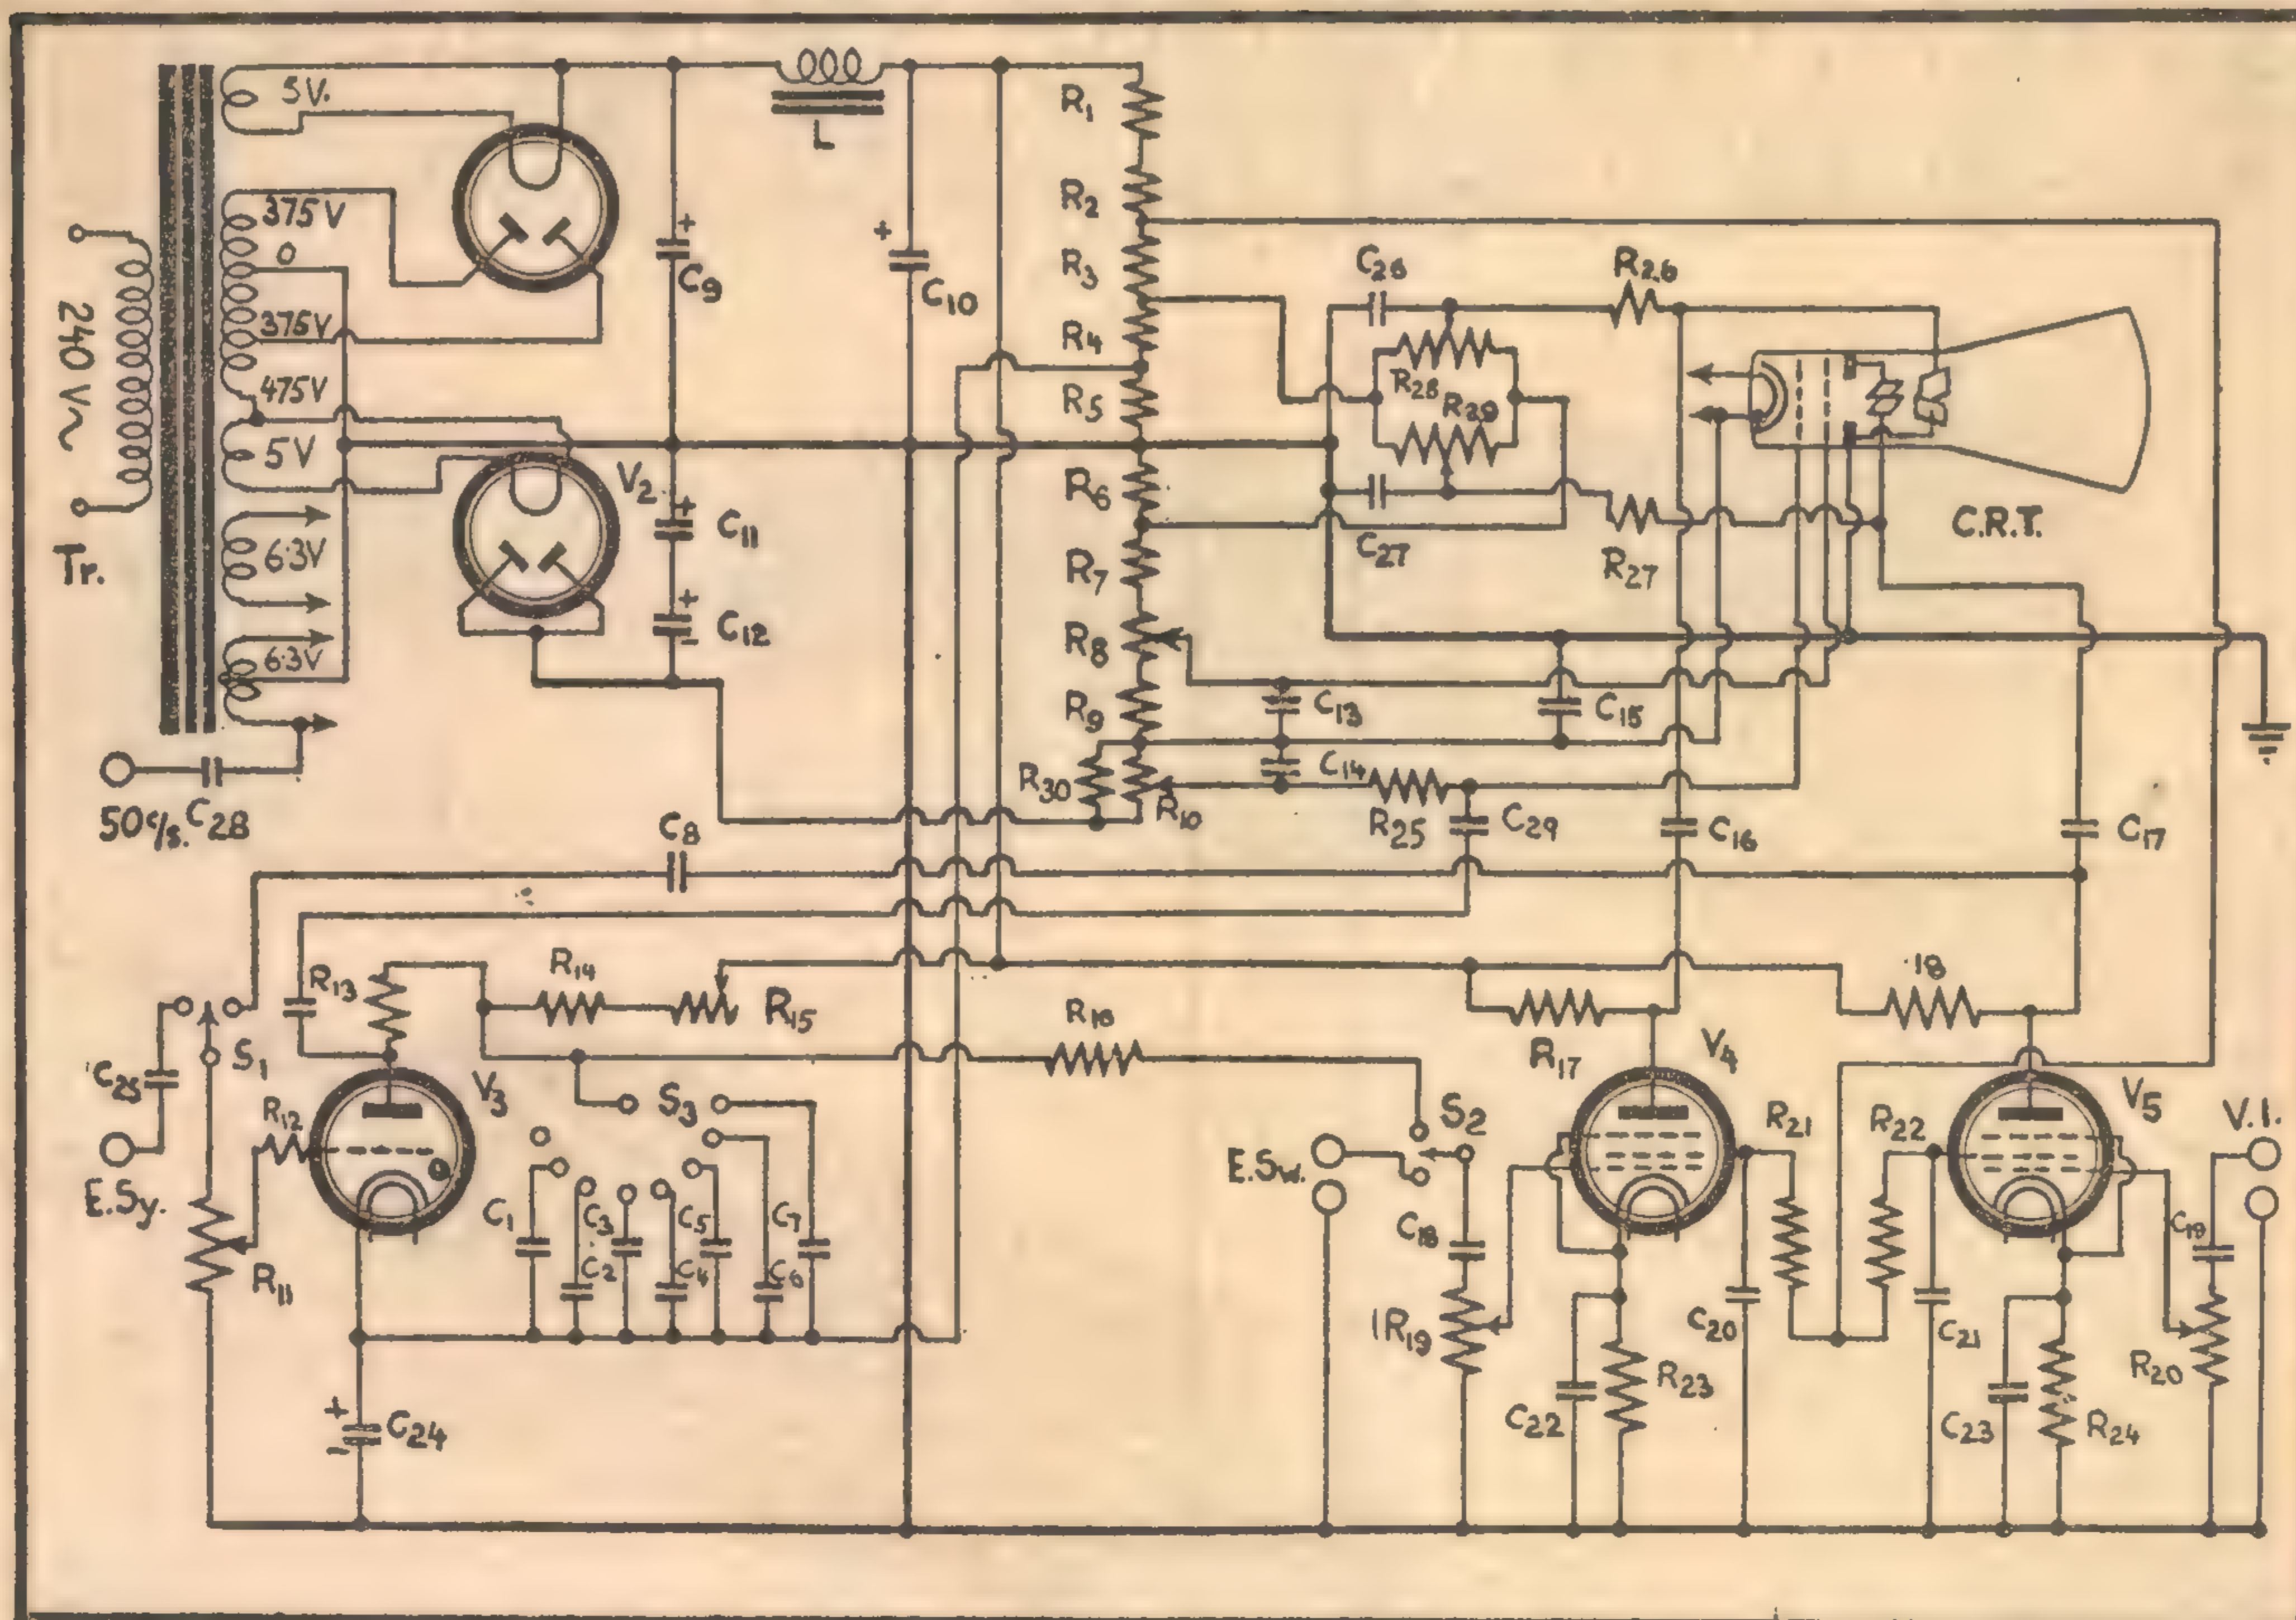 5V.
375V
0
375V
475V
5V
6.3V
6.3V
240V~
Tr.
50c/s.
C28
V2
C9
C10
C11
C12
L
R1
R2
R3
R4
R5
R6
R7
R8
R9
R30
R10
C26
R26
R28
R29
C27
R27
C.R.T.
C13
C15
C14
R25
C29
C16
C17
C8
R13
R14
R15
R16
R17
18
S1
C25
E.Sy.
R12
V3
R11
S3
C1
C2
C3
C4
C5
C6
C7
C24
E.Sw.
S2
C18
R19
V4
R21
R22
V5
V.I.
C19
C20
C21
R20
C22
R23
C23
R24